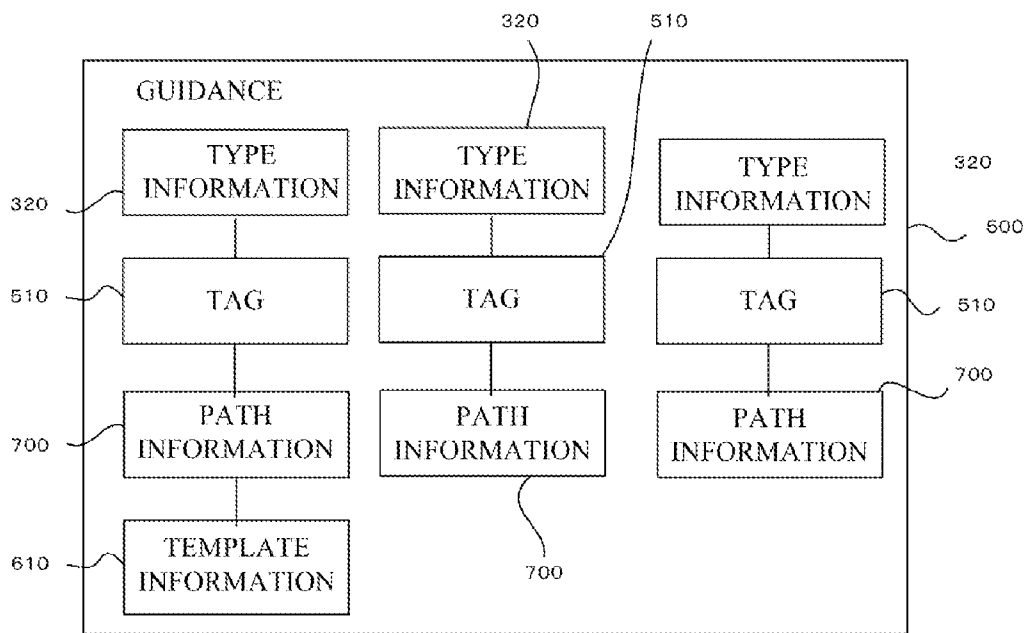 320
510
GUIDANCE
TYPE
INFORMATION
TYPE
INFORMATION
TYPE
INFORMATION
320
320
500
TAG
TAG
TAG
510
510
700
PATH
INFORMATION
PATH
INFORMATION
PATH
INFORMATION
700
TEMPLATE
INFORMATION
610
700